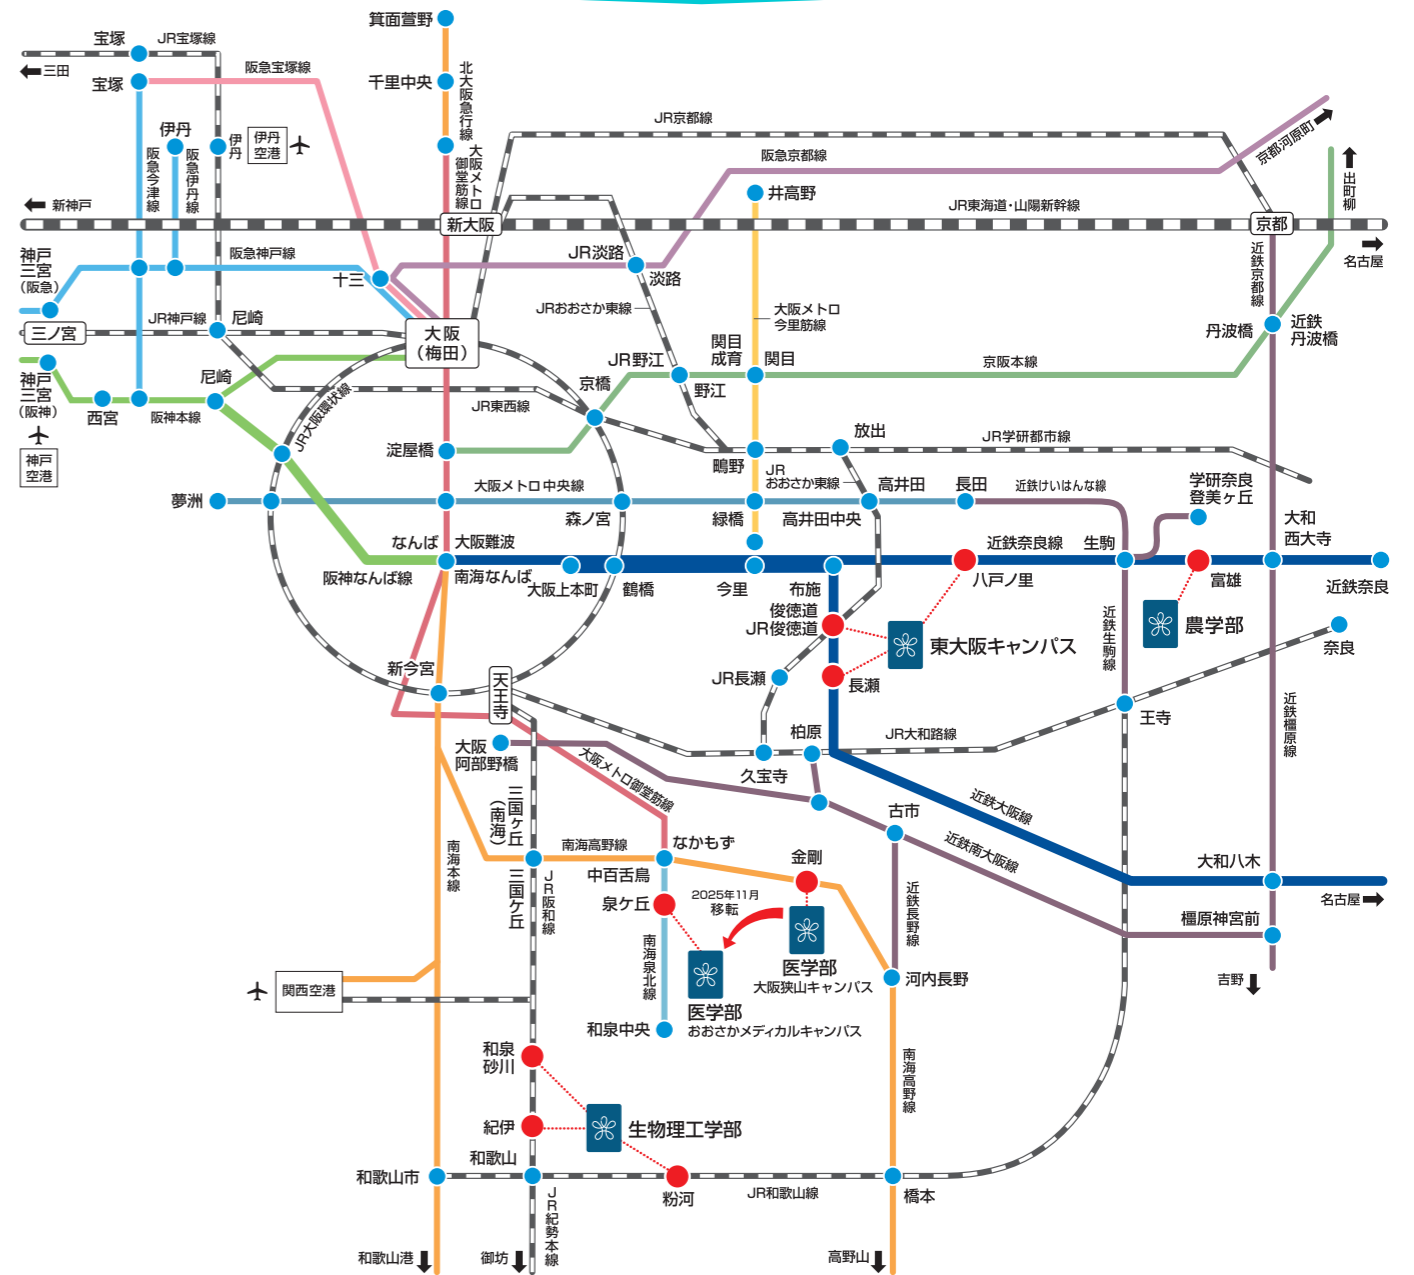 箕面萱野
宝塚
JR宝塚線
三田
阪急宝塚線
宝塚
千里中央
北大阪急行線
伊丹
伊丹
伊丹
空港
阪急今津線
阪急伊丹線
大阪メトロ
御堂筋線
JR京都線
阪急京都線
京都河原町
出町柳
井高野
新神戸
新大阪
JR東海道・山陽新幹線
京都
名古屋
神戸
三宮
(阪急)
阪急神戸線
十三
JR淡路
淡路
近鉄京都線
JRおおさか東線
大阪メトロ
今里筋線
三ノ宮
JR神戸線
尼崎
大阪
(梅田)
丹波橋
近鉄
丹波橋
関目
成育
関目
京阪本線
JR野江
野江
神戸
三宮
(阪神)
西宮
阪神本線
尼崎
JR大阪環状線
京橋
JR東西線
神戸
空港
淀屋橋
鴫野
放出
JR学研都市線
JR
おおさか東線
夢洲
大阪メトロ中央線
森ノ宮
緑橋
高井田中央
高井田
長田
近鉄けいはんな線
学研奈良
登美ヶ丘
なんば
大阪難波
阪神なんば線
南海なんば
大阪上本町
鶴橋
今里
布施
近鉄奈良線
八戸ノ里
生駒
富雄
大和
西大寺
近鉄奈良
俊徳道
JR俊徳道
東大阪キャンパス
農学部
近鉄生駒線
奈良
新今宮
天王寺
JR長瀬
長瀬
王寺
近鉄橿原線
大阪
阿部野橋
柏原
久宝寺
JR大和路線
大阪メトロ御堂筋線
近鉄大阪線
近鉄南大阪線
古市
三国ヶ丘
(南海)
南海高野線
なかもず
中百舌鳥
南海本線
三国ケ丘
JR阪和線
泉ケ丘
2025年11月
移転
金剛
近鉄長野線
大和八木
名古屋
橿原神宮前
吉野
南海泉北線
医学部
大阪狭山キャンパス
河内長野
関西空港
医学部
おおさかメディカルキャンパス
和泉中央
和泉
砂川
紀伊
生物理工学部
南海高野線
和歌山市
和歌山
粉河
JR和歌山線
橋本
JR紀勢本線
和歌山港
御坊
高野山